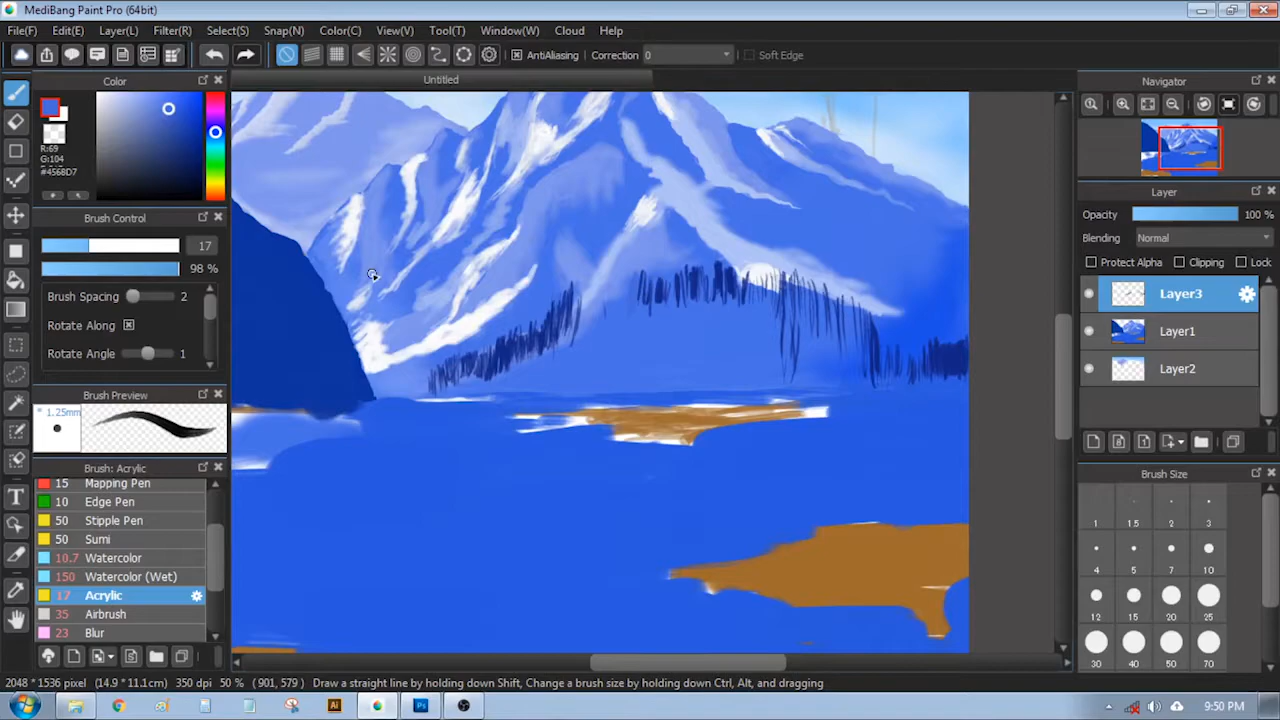 MediBang Paint Pro (64bit)
File(F) Edit(E) Layer(L) Filter(R) Select(S) Snap(N) Color(C) View(V) Tool(T) Window(W) Cloud Help
AntiAliasing Correction 0 Soft Edge
Untitled
Color
R:69
G:104
#4568D7
Brush Control
17
98 %
Brush Spacing 2
Rotate Along
Rotate Angle 1
Brush Preview
1.25mm
Brush: Acrylic
15 Mapping Pen
10 Edge Pen
50 Stipple Pen
50 Sumi
10.7 Watercolor
150 Watercolor (Wet)
17 Acrylic
35 Airbrush
23 Blur
Navigator
Layer
Opacity 100 %
Blending Normal
Protect Alpha Clipping Lock
Layer3
Layer1
Layer2
Brush Size
1 1.5 2 3
4 5 7 10
12 15 20 25
30 40 50 70
2048 * 1536 pixel (14.9 * 11.1cm) 350 dpi 50 % (901, 579) Draw a straight line by holding down Shift, Change a brush size by holding down Ctrl, Alt, and dragging
Ai
Ps
9:50 PM